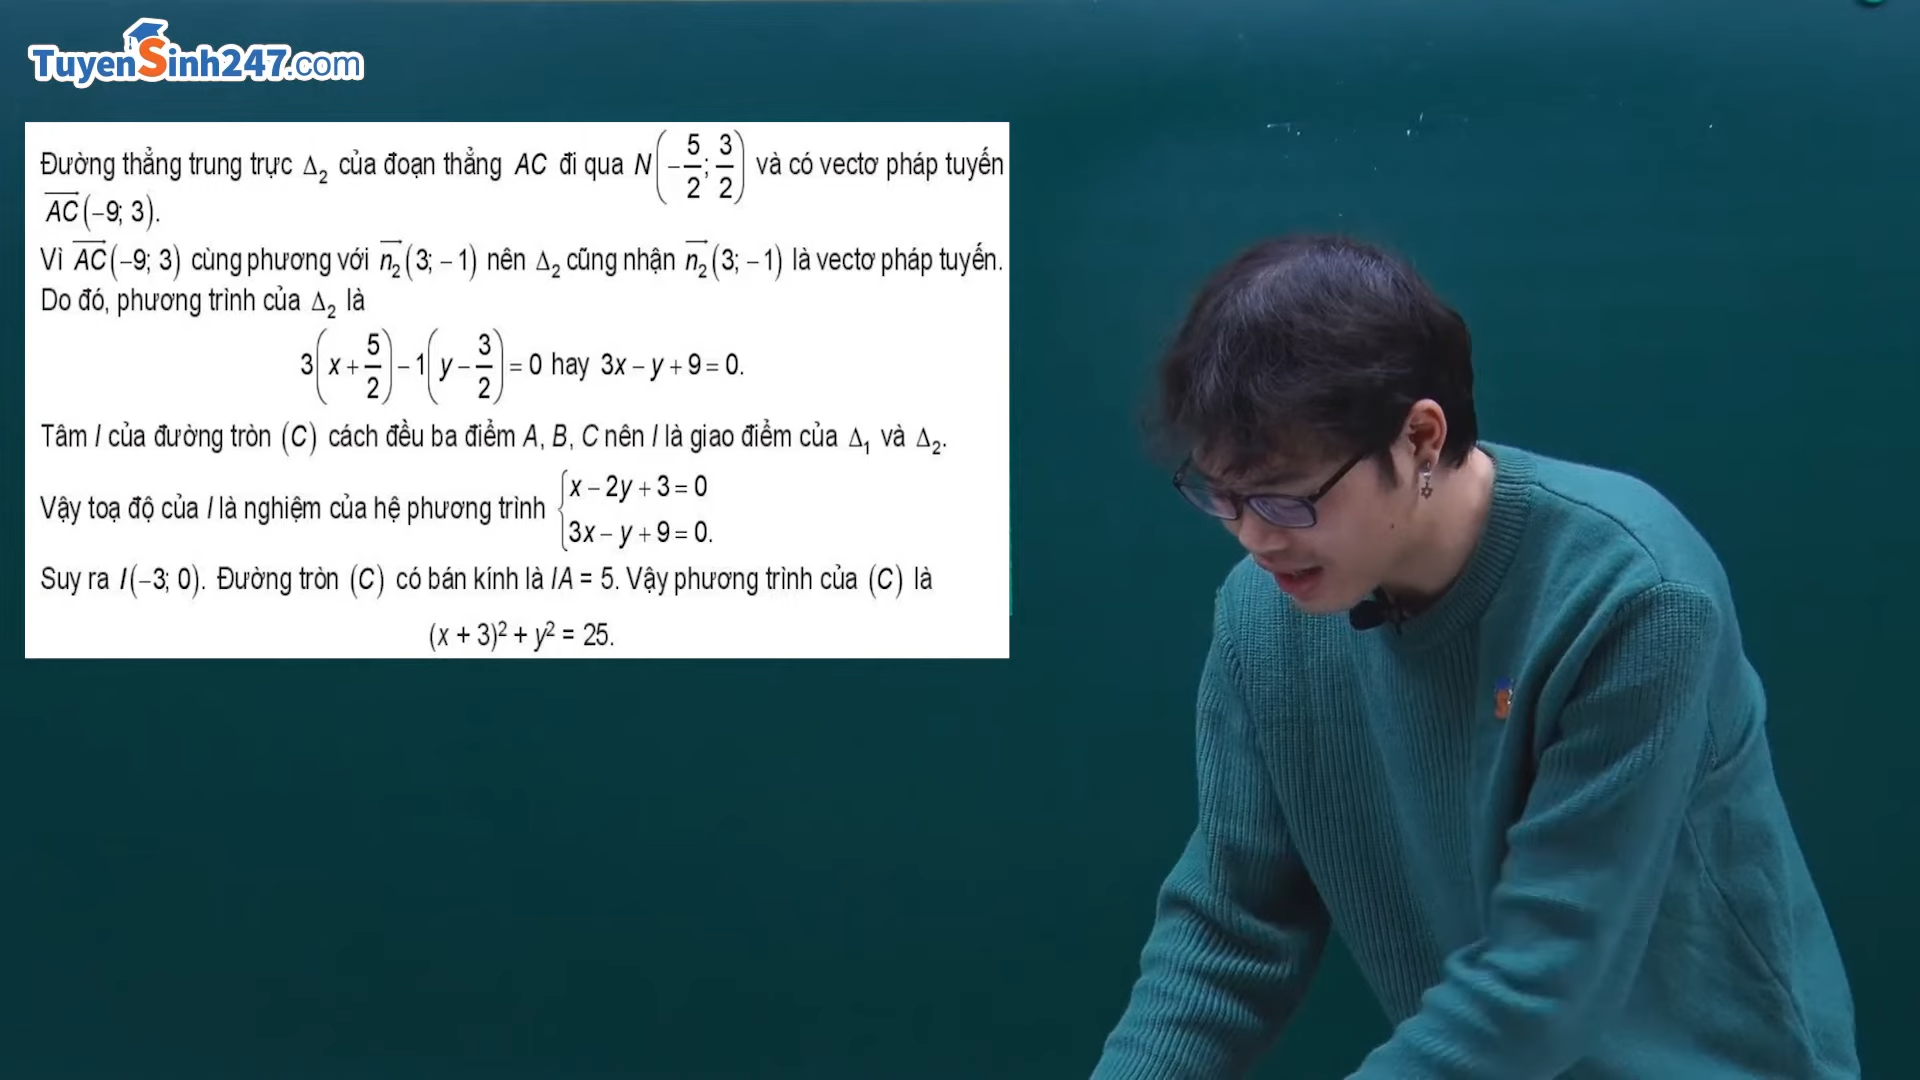 TuyenSinh247.com
Đường thẳng trung trực Δ₂ của đoạn thẳng AC đi qua N(−5/2; 3/2) và có vectơ pháp tuyến
\overrightarrow{AC}(−9; 3).
Vì \overrightarrow{AC}(−9; 3) cùng phương với \overrightarrow{n₂}(3; −1) nên Δ₂ cũng nhận \overrightarrow{n₂}(3; −1) là vectơ pháp tuyến.
Do đó, phương trình của Δ₂ là
3(x + 5/2) − 1(y − 3/2) = 0 hay 3x − y + 9 = 0.
Tâm I của đường tròn (C) cách đều ba điểm A, B, C nên I là giao điểm của Δ₁ và Δ₂.
Vậy toạ độ của I là nghiệm của hệ phương trình { x − 2y + 3 = 0
3x − y + 9 = 0.
Suy ra I(−3; 0). Đường tròn (C) có bán kính là IA = 5. Vậy phương trình của (C) là
(x + 3)² + y² = 25.